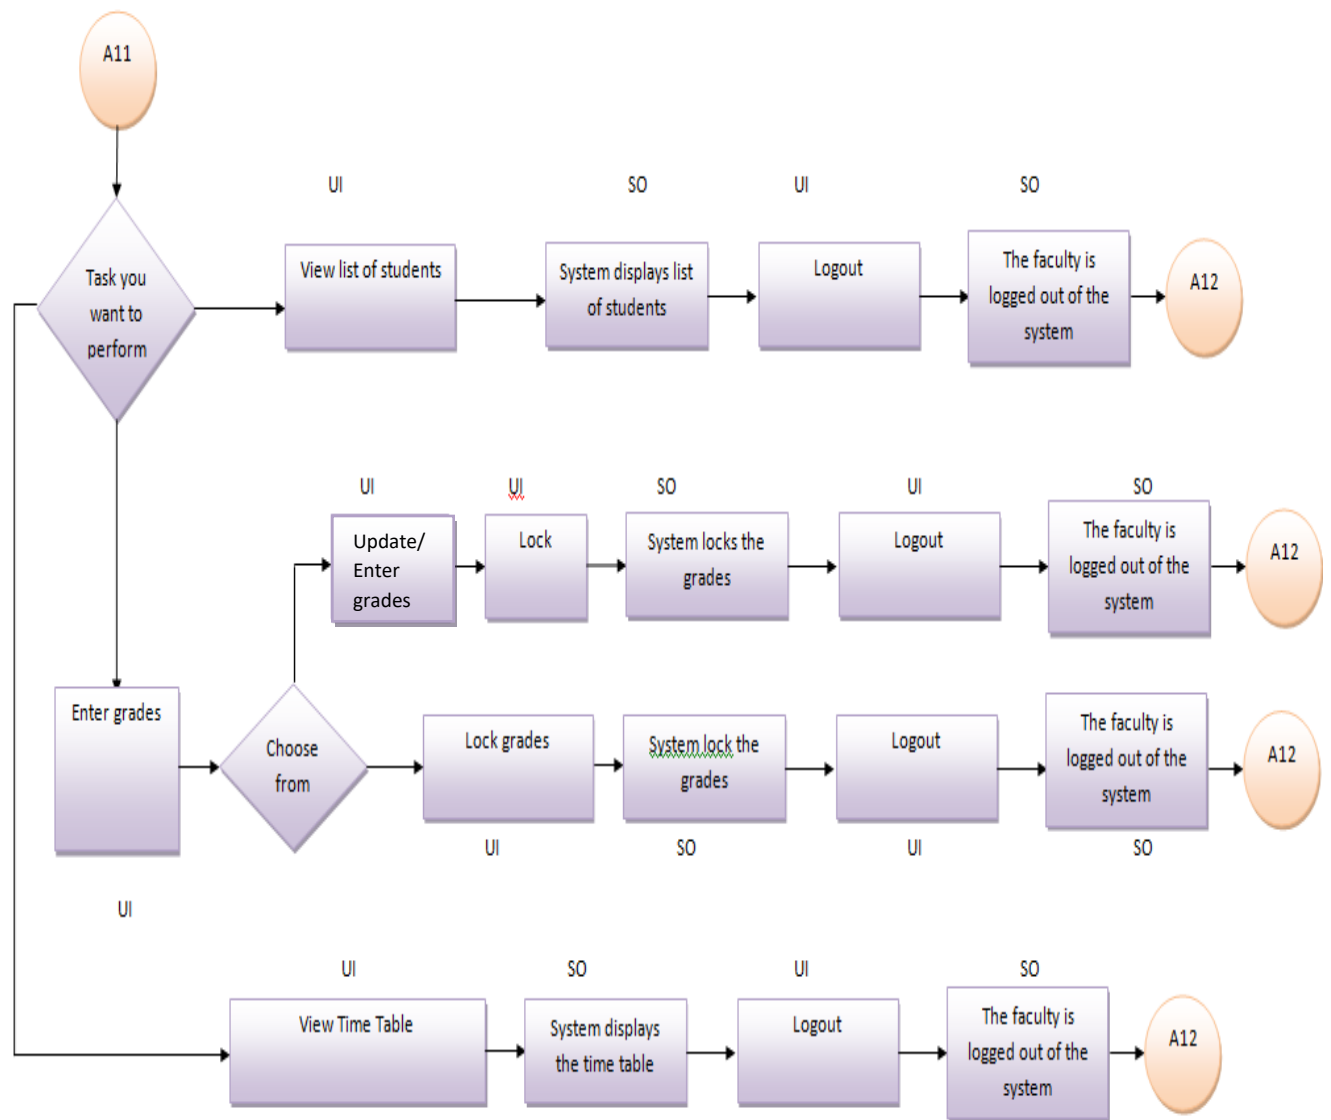 A11
UI
SO
UI
SO
Task you
want to
perform
View list of students
System displays list
of students
Logout
The faculty is
logged out of the
system
A12
UI
UI
SO
UI
SO
Update/
Enter
grades
Lock
System locks the
grades
Logout
The faculty is
logged out of the
system
A12
Enter grades
Choose
from
Lock grades
System lock the
grades
Logout
The faculty is
logged out of the
system
A12
UI
SO
UI
SO
UI
UI
SO
UI
SO
View Time Table
System displays
the time table
Logout
The faculty is
logged out of the
system
A12